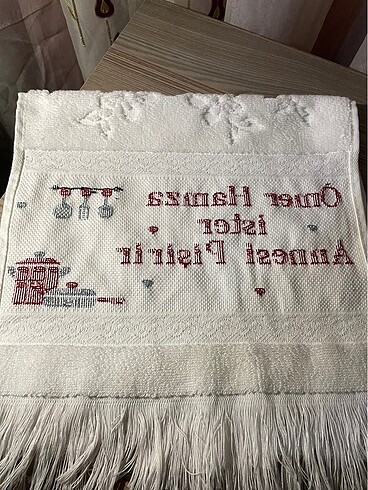 Ömer Hamza
ister
Annesi Pişirir